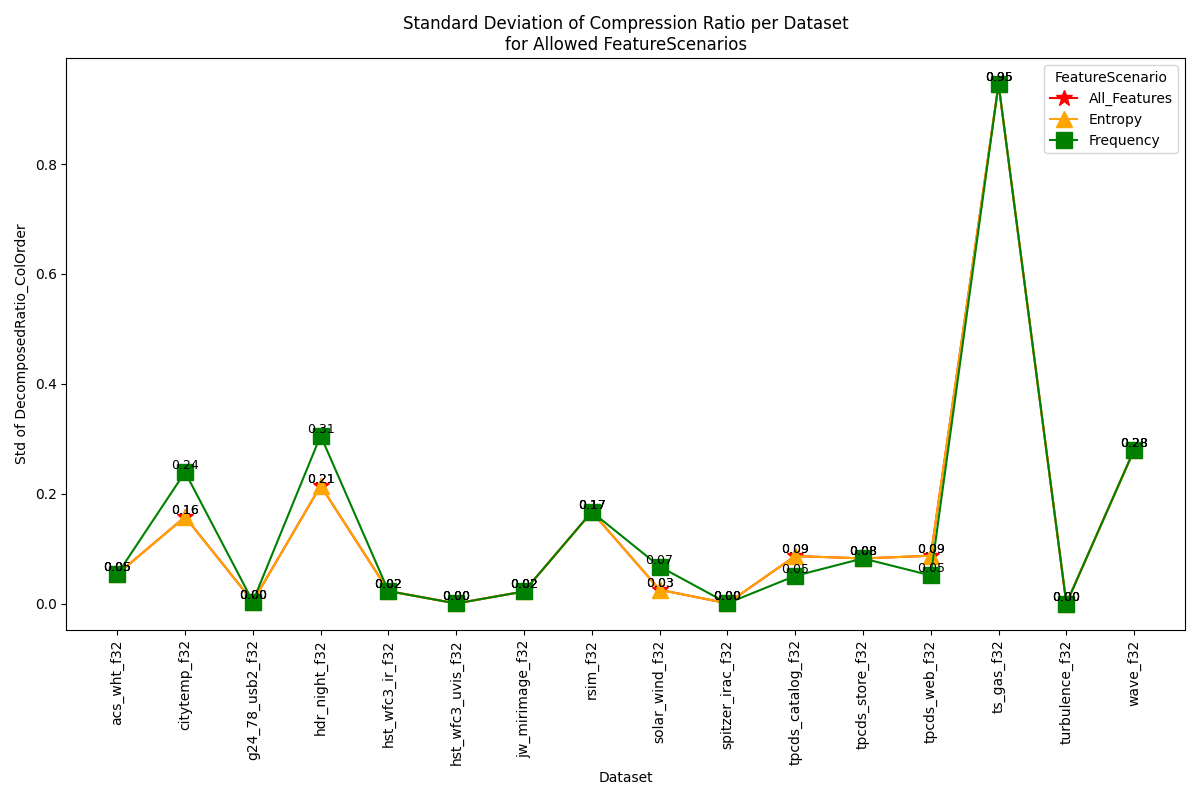 Standard Deviation of Compression Ratio per Dataset
for Allowed FeatureScenarios
FeatureScenario
All_Features
Entropy
Frequency
Std of DecomposedRatio_ColOrder
0.8
0.6
0.4
0.2
0.0
0.05
0.24
0.16
0.00
0.31
0.21
0.02
0.00
0.02
0.17
0.07
0.03
0.00
0.09
0.05
0.08
0.09
0.05
0.95
0.00
0.28
acs_wht_f32
citytemp_f32
g24_78_usb2_f32
hdr_night_f32
hst_wfc3_ir_f32
hst_wfc3_uvis_f32
jw_mirimage_f32
rsim_f32
solar_wind_f32
spitzer_irac_f32
tpcds_catalog_f32
tpcds_store_f32
tpcds_web_f32
ts_gas_f32
turbulence_f32
wave_f32
Dataset